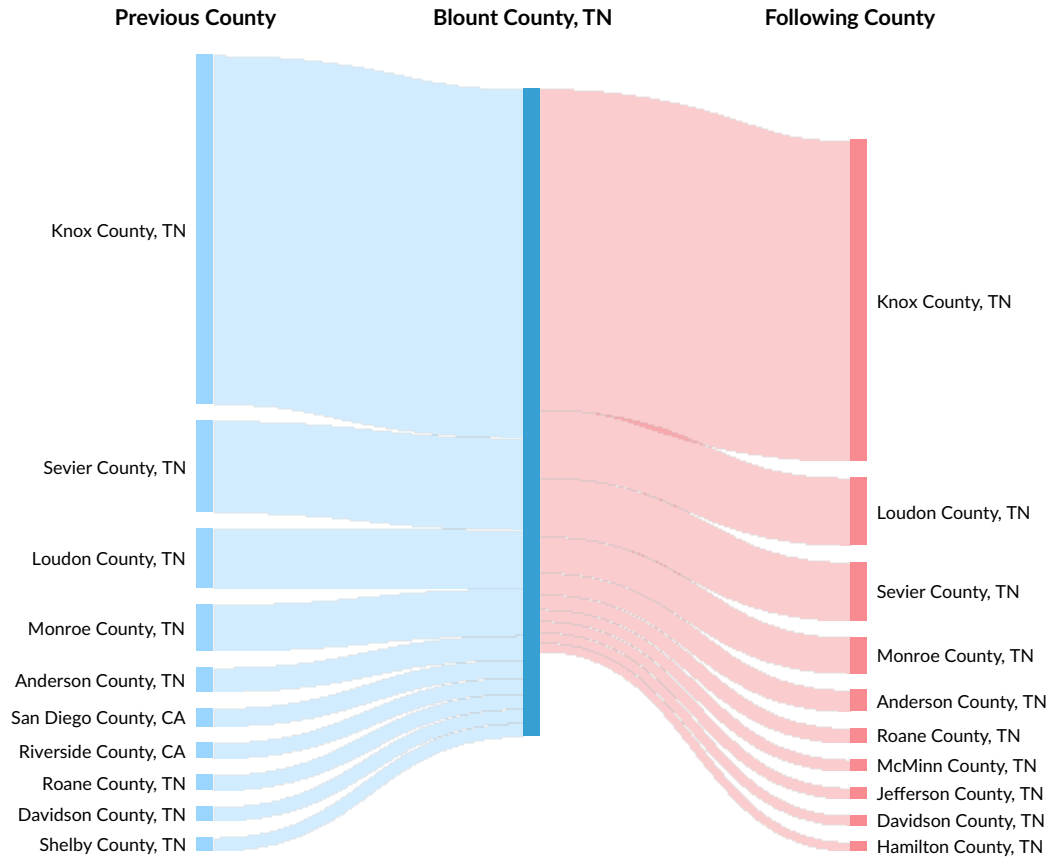 Previous County
Blount County, TN
Following County
Knox County, TN
Sevier County, TN
Loudon County, TN
Monroe County, TN
Anderson County, TN
San Diego County, CA
Riverside County, CA
Roane County, TN
Davidson County, TN
Shelby County, TN
Knox County, TN
Loudon County, TN
Sevier County, TN
Monroe County, TN
Anderson County, TN
Roane County, TN
McMinn County, TN
Jefferson County, TN
Davidson County, TN
Hamilton County, TN